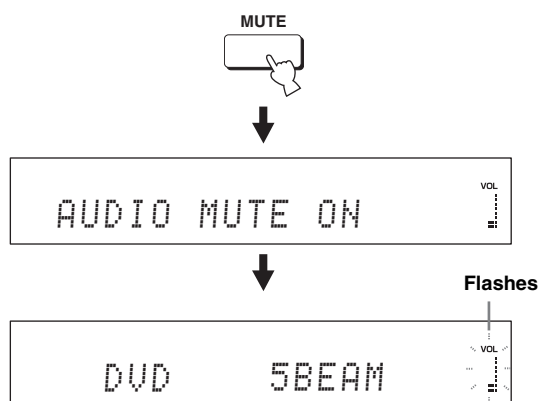 MUTE
VOL
AUDIO MUTE ON
Flashes
VOL
DVD 5BEAM